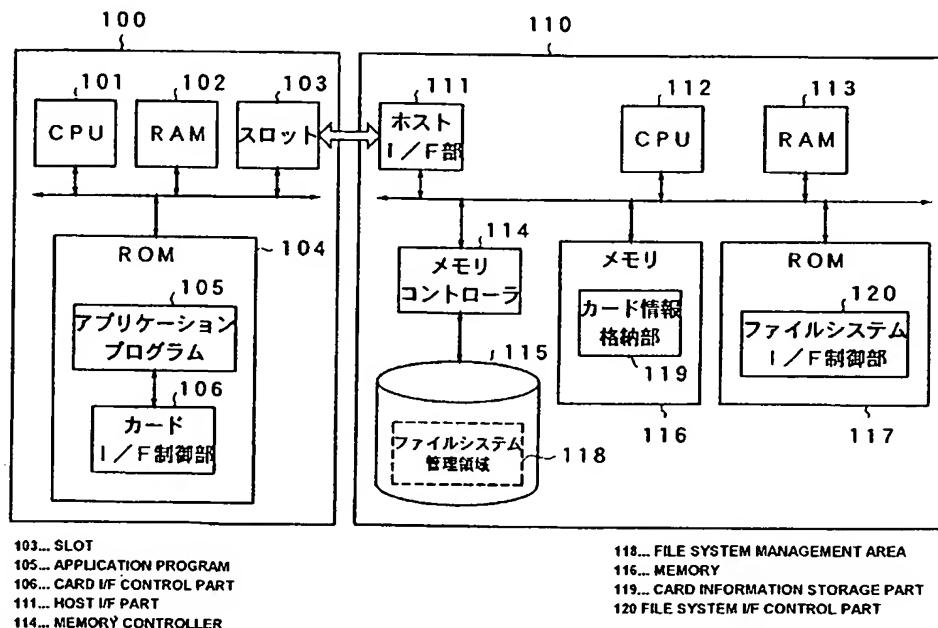 100
110
101
102
103
111
112
113
CPU
RAM
スロット
ホスト
I/F部
CPU
RAM
104
ROM
105
アプリケーション
プログラム
106
カード
I/F制御部
114
メモリ
コントローラ
115
ファイルシステム
管理領域
118
メモリ
カード情報
格納部
119
116
ROM
120
ファイルシステム
I/F制御部
117
103... SLOT
105... APPLICATION PROGRAM
106... CARD I/F CONTROL PART
111... HOST I/F PART
114... MEMORY CONTROLLER
118... FILE SYSTEM MANAGEMENT AREA
116... MEMORY
119... CARD INFORMATION STORAGE PART
120 FILE SYSTEM I/F CONTROL PART